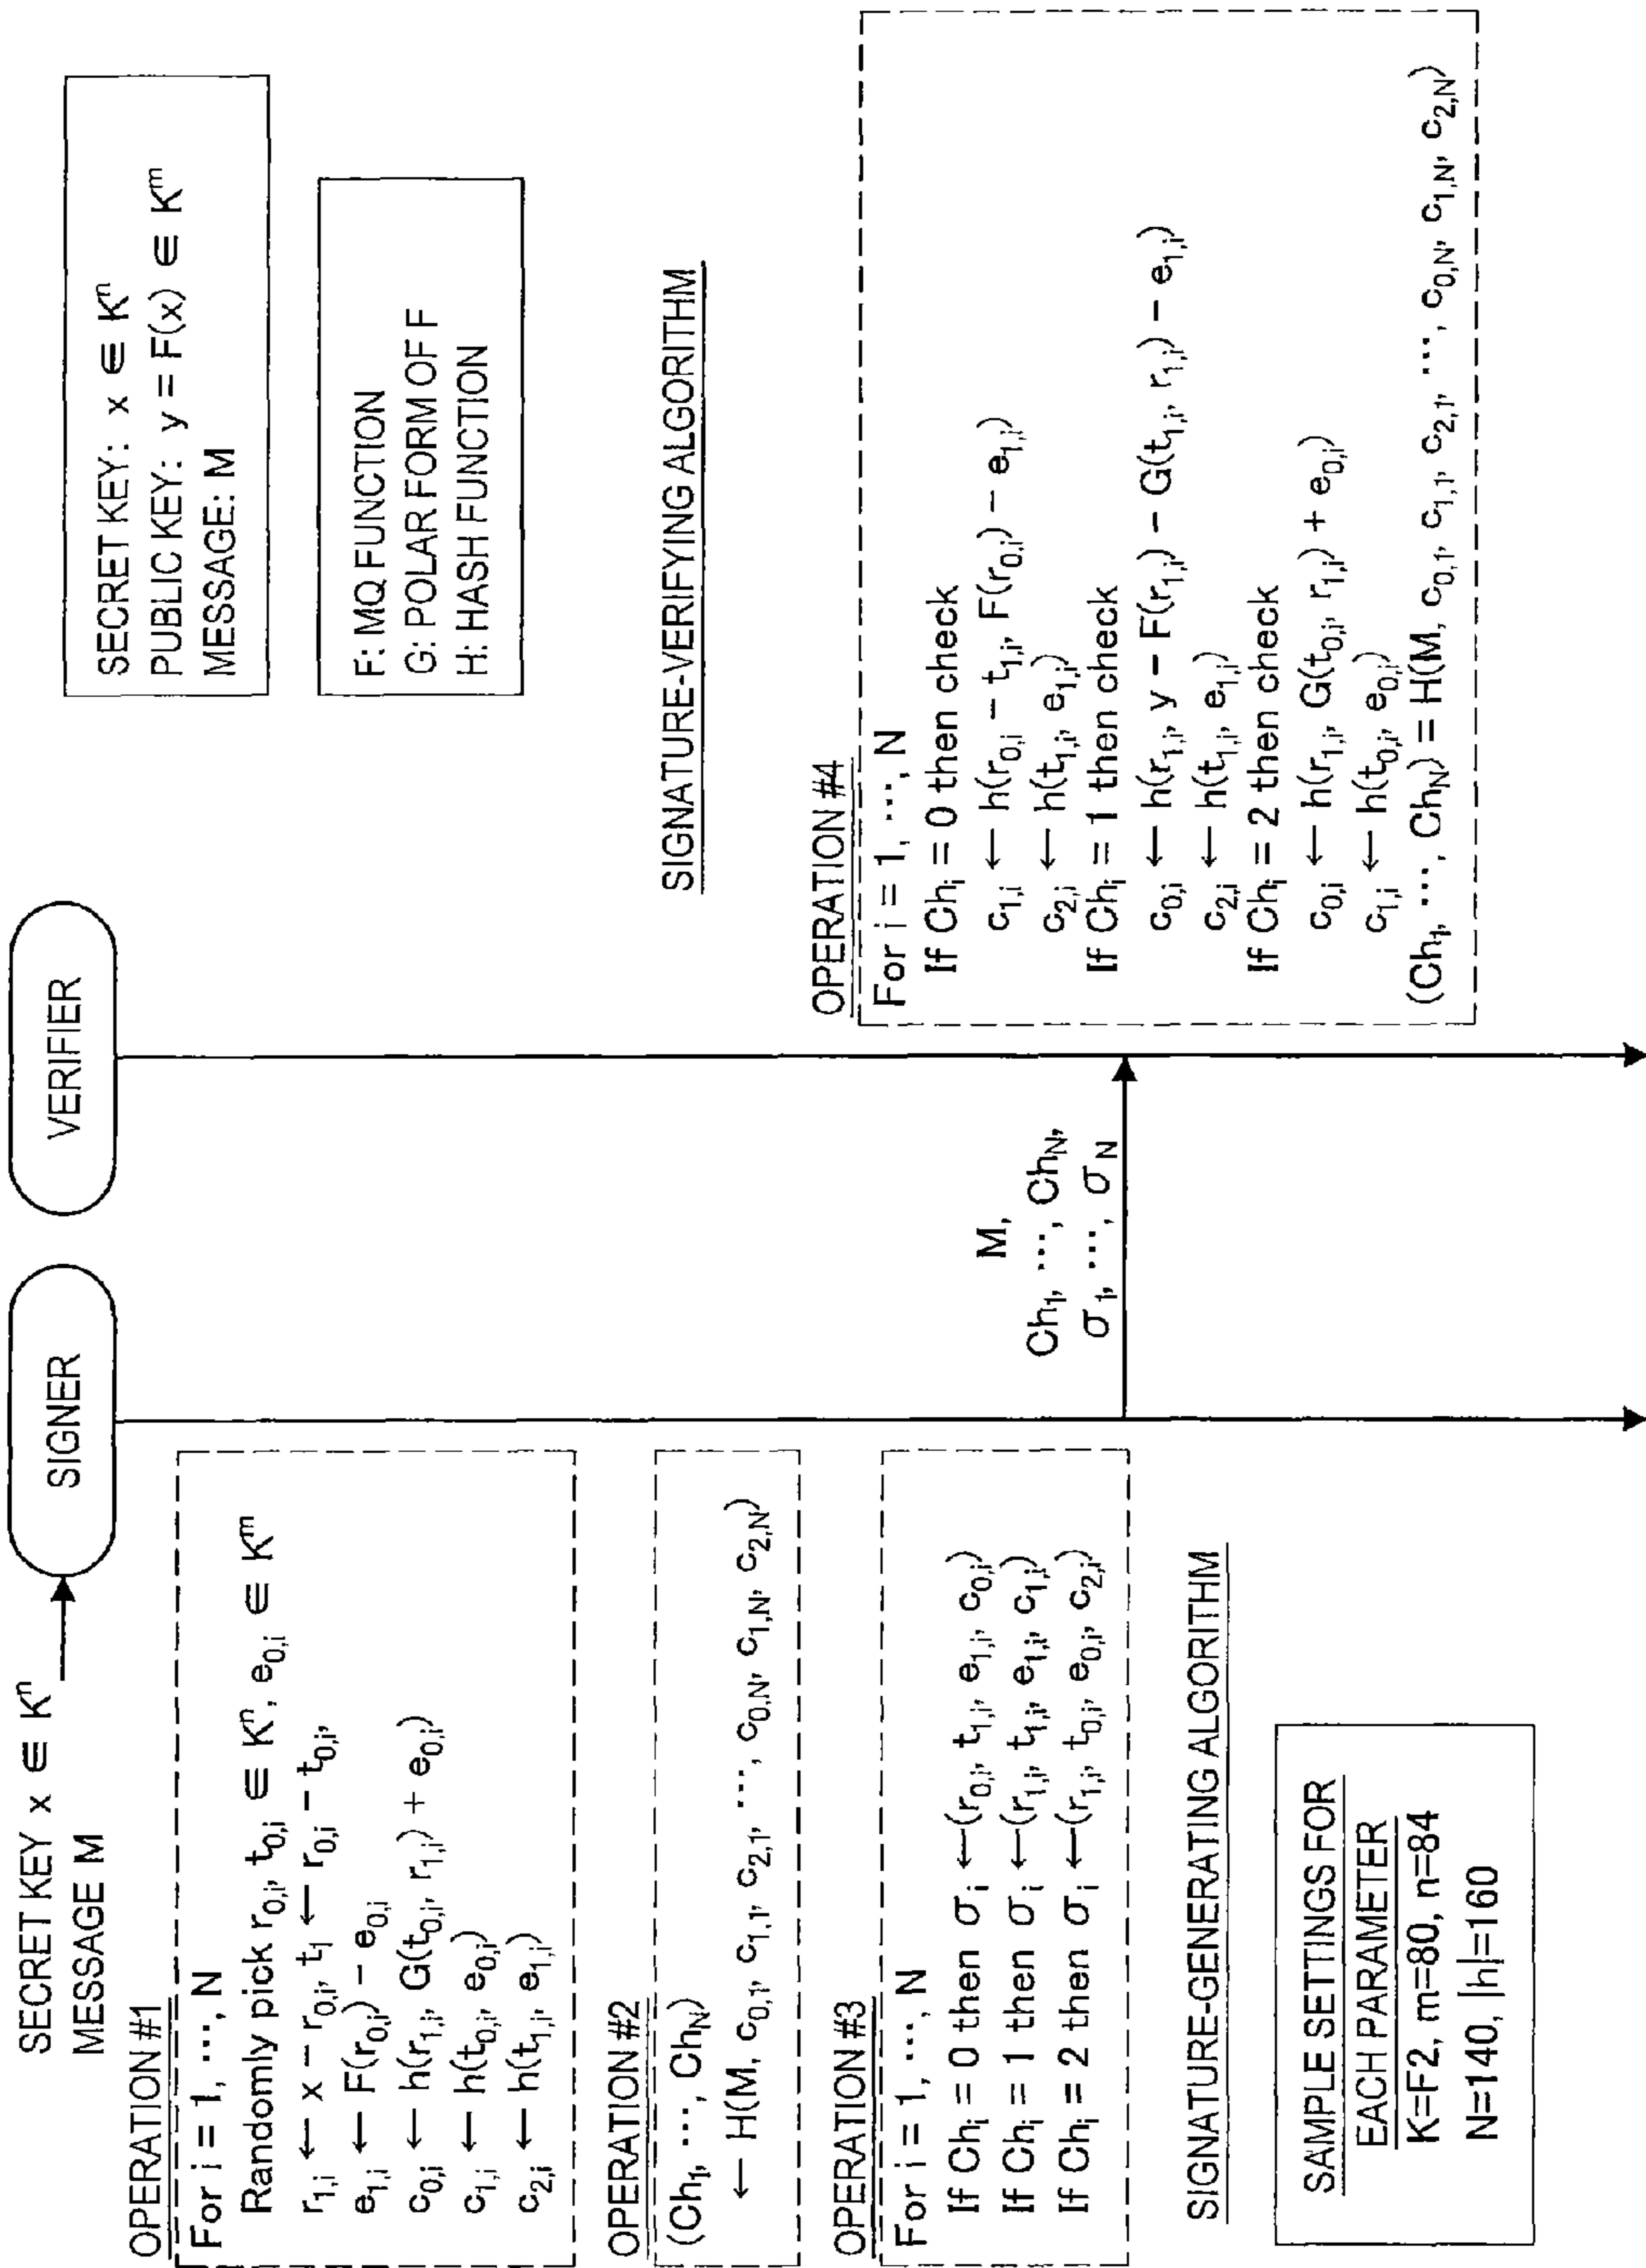 SECRET KEY x ∈ Kⁿ
MESSAGE M
SIGNER
VERIFIER
SECRET KEY: x ∈ Kⁿ
PUBLIC KEY: y = F(x) ∈ Kᵐ
MESSAGE: M
F: MQ FUNCTION
G: POLAR FORM OF F
H: HASH FUNCTION
OPERATION #1
For i = 1, ⋯, N
Randomly pick r_{0,i}, t_{0,i} ∈ Kⁿ, e_{0,i} ∈ Kᵐ
r_{1,i} ← x − r_{0,i}, t_1 ← r_{0,i} − t_{0,i},
e_{1,i} ← F(r_{0,i}) − e_{0,i}
c_{0,i} ← h(r_{1,i}, G(t_{0,i}, r_{1,i}) + e_{0,i})
c_{1,i} ← h(t_{0,i}, e_{0,i})
c_{2,i} ← h(t_{1,i}, e_{1,i})
OPERATION #2
(Ch_1, ⋯, Ch_N)
← H(M, c_{0,1}, c_{1,1}, c_{2,1}, ⋯, c_{0,N}, c_{1,N}, c_{2,N})
OPERATION #3
For i = 1, ⋯, N
If Ch_i = 0 then σ_i ←(r_{0,i}, t_{1,i}, e_{1,i}, c_{0,i})
If Ch_i = 1 then σ_i ←(r_{1,i}, t_{1,i}, e_{1,i}, c_{1,i})
If Ch_i = 2 then σ_i ←(r_{1,i}, t_{0,i}, e_{0,i}, c_{2,i})
SIGNATURE-GENERATING ALGORITHM
M,
Ch_1, ⋯, Ch_N,
σ_1, ⋯, σ_N
SIGNATURE-VERIFYING ALGORITHM
OPERATION #4
For i = 1, ⋯, N
If Ch_i = 0 then check
c_{1,i} ← h(r_{0,i} − t_{1,i}, F(r_{0,i}) − e_{1,i})
c_{2,i} ← h(t_{1,i}, e_{1,i})
If Ch_i = 1 then check
c_{0,i} ← h(r_{1,i}, y − F(r_{1,i}) − G(t_{1,i}, r_{1,i}) − e_{1,i})
c_{2,i} ← h(t_{1,i}, e_{1,i})
If Ch_i = 2 then check
c_{0,i} ← h(r_{1,i}, G(t_{0,i}, r_{1,i}) + e_{0,i})
c_{1,i} ← h(t_{0,i}, e_{0,i})
(Ch_1, ⋯, Ch_N) = H(M, c_{0,1}, c_{1,1}, c_{2,1}, ⋯, c_{0,N}, c_{1,N}, c_{2,N})
SAMPLE SETTINGS FOR
EACH PARAMETER
K=F2, m=80, n=84
N=140, |h|=160